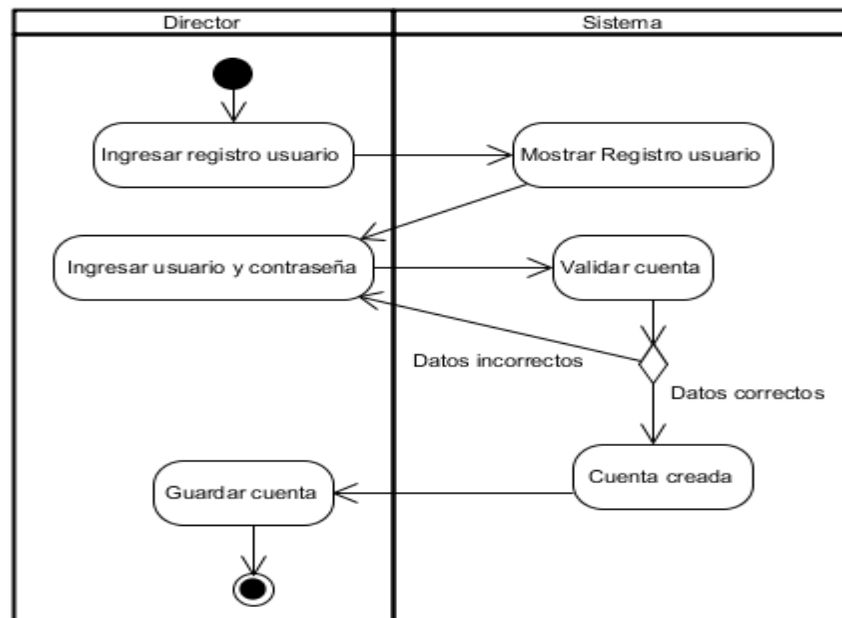 Director
Sistema
Ingresar registro usuario
Mostrar Registro usuario
Ingresar usuario y contraseña
Validar cuenta
Datos incorrectos
Datos correctos
Cuenta creada
Guardar cuenta